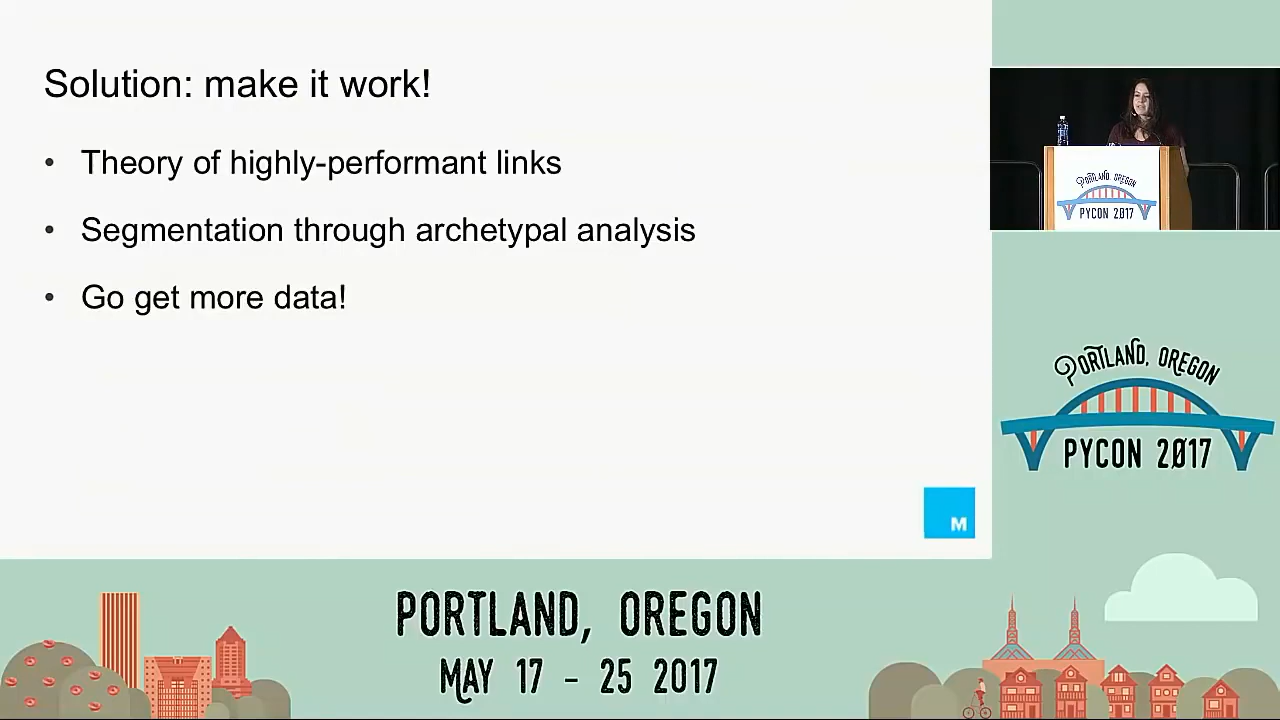 Solution: make it work!
• Theory of highly-performant links
• Segmentation through archetypal analysis
• Go get more data!
M
PORTLAND, OREGON
PYCON 2017
PORTLAND, OREGON
PYCON 2017
PORTLAND, OREGON
MAY 17 - 25 2017